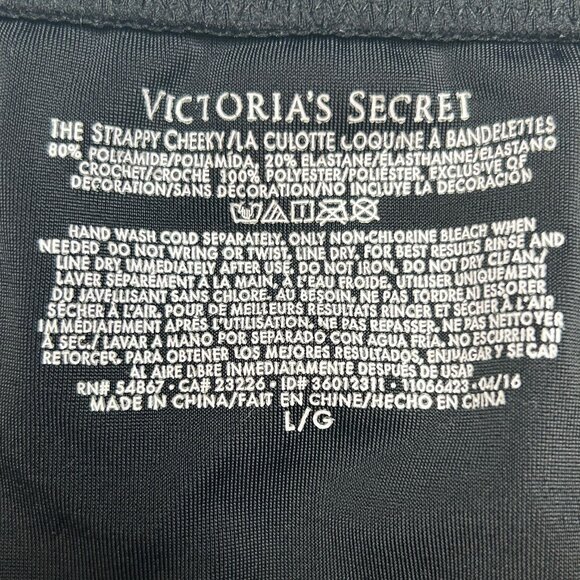 VICTORIA'S SECRET
THE STRAPPY CHEEKY/LA CULOTTE COQUINE À BANDELETTES
80% POLYAMIDE/POLIAMIDA, 20% ELASTANE/ÉLASTHANNE/ELASTANO
CROCHET/CROCHÉ 100% POLYESTER/POLIÉSTER, EXCLUSIVE OF
DECORATION/SANS DÉCORATION/NO INCLUYE LA DECORACIÓN
HAND WASH COLD SEPARATELY. ONLY NON-CHLORINE BLEACH WHEN
NEEDED. DO NOT WRING OR TWIST. LINE DRY. FOR BEST RESULTS RINSE AND
LINE DRY IMMEDIATELY AFTER USE. DO NOT IRON. DO NOT DRY CLEAN./
LAVER SÉPARÉMENT À LA MAIN, À L'EAU FROIDE. UTILISER UNIQUEMENT
DU JAVELLISANT SANS CHLORE, AU BESOIN. NE PAS TORDRE NI ESSORER
SÉCHER À L'AIR. POUR DE MEILLEURS RÉSULTATS RINCER ET SÉCHER À L'AIR
IMMÉDIATEMENT APRÈS L'UTILISATION. NE PAS REPASSER. NE PAS NETTOYER
À SEC./ LAVAR A MANO POR SEPARADO CON AGUA FRÍA. NO ESCURRIR NI
RETORCER. PARA OBTENER LOS MEJORES RESULTADOS, ENJUAGAR Y SECAR
AL AIRE LIBRE INMEDIATAMENTE DESPUÉS DE USAR
RN# 54867 • CA# 23226 • ID# 36012311 • 11066423 • 04/16
MADE IN CHINA/FAIT EN CHINE/HECHO EN CHINA
L/G